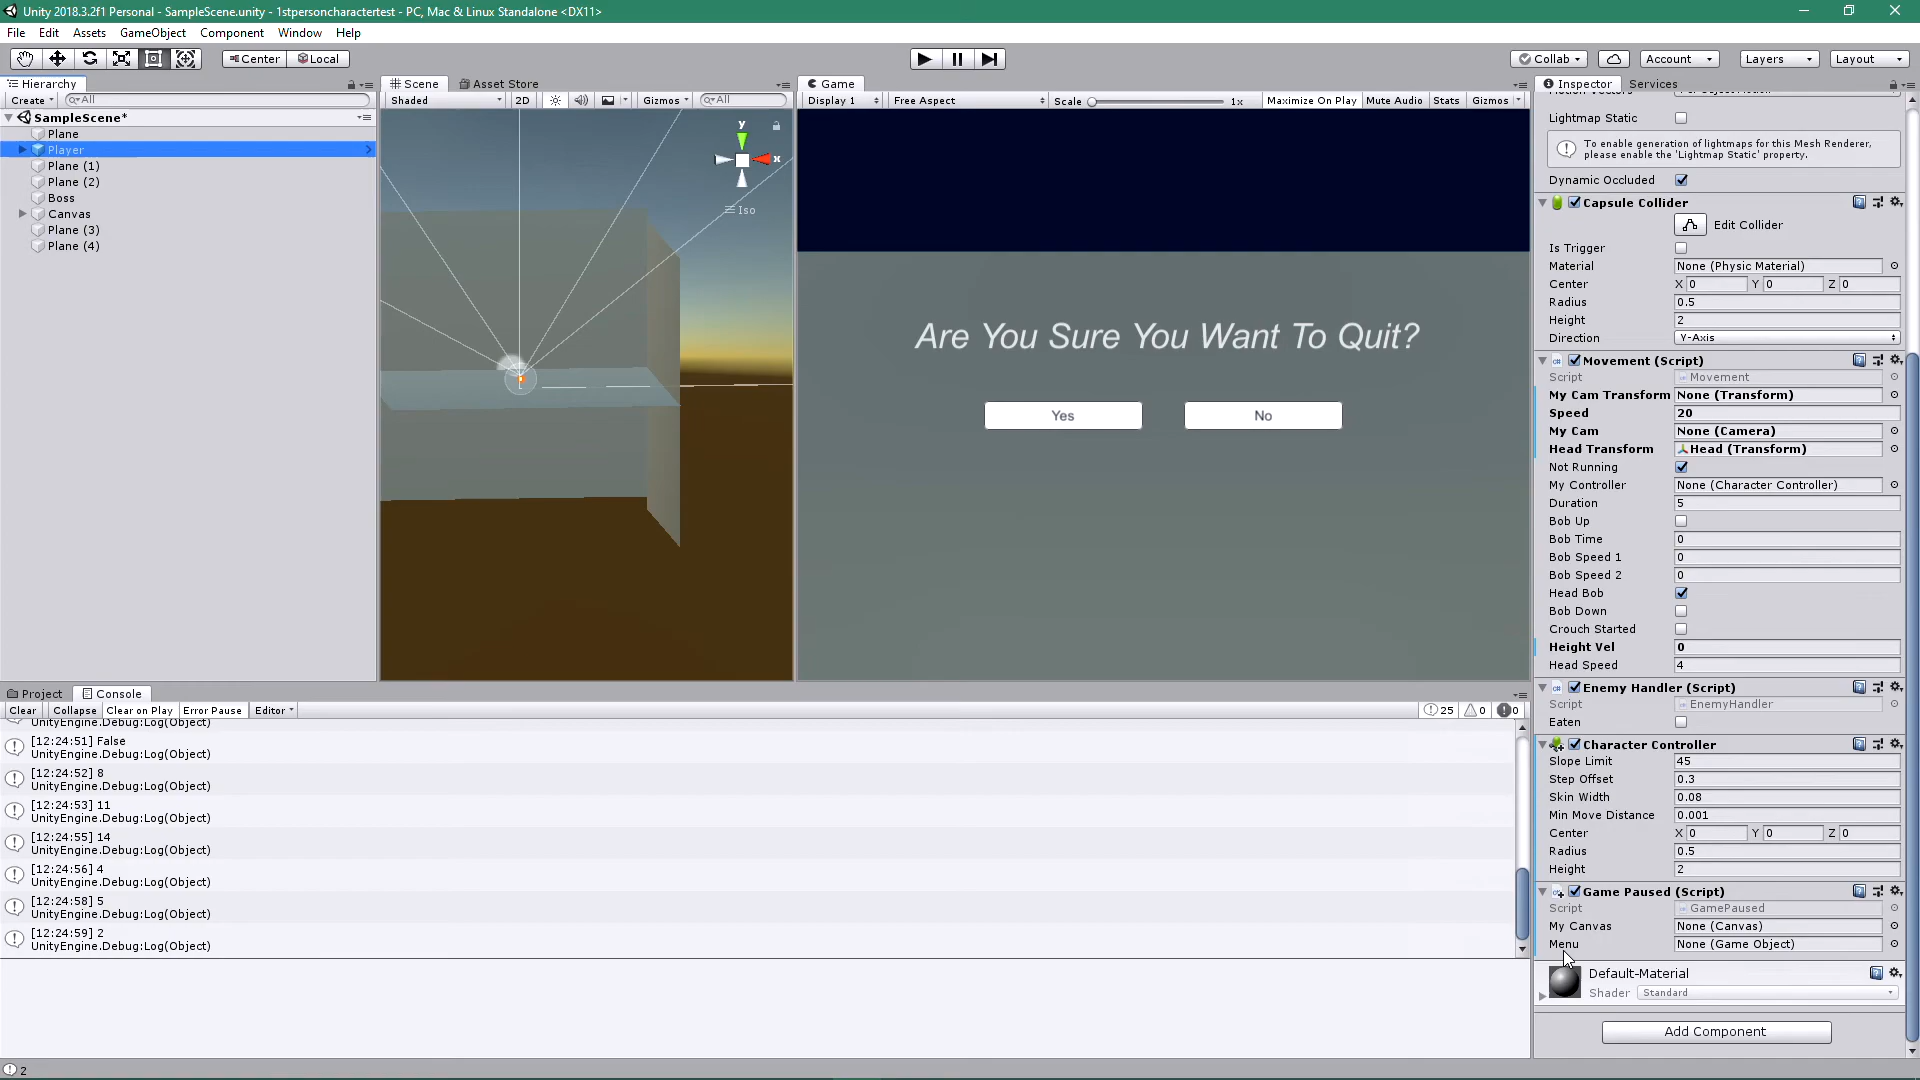 Unity 2018.3.2f1 Personal - SampleScene.unity - 1stpersoncharactertest - PC, Mac & Linux Standalone <DX11>
File Edit Assets GameObject Component Window Help
Center Local Collab Account Layers Layout
Hierarchy
Create All
SampleScene*
Plane
Player
Plane (1)
Plane (2)
Boss
Canvas
Plane (3)
Plane (4)
Scene Asset Store
Shaded 2D Gizmos All
y
x
Iso
Game
Display 1 Free Aspect Scale 1x Maximize On Play Mute Audio Stats Gizmos
Are You Sure You Want To Quit?
Yes No
Project Console
Clear Collapse Clear on Play Error Pause Editor 25 0 0
UnityEngine.Debug:Log(Object)
[12:24:51] False
UnityEngine.Debug:Log(Object)
[12:24:52] 8
UnityEngine.Debug:Log(Object)
[12:24:53] 11
UnityEngine.Debug:Log(Object)
[12:24:55] 14
UnityEngine.Debug:Log(Object)
[12:24:56] 4
UnityEngine.Debug:Log(Object)
[12:24:58] 5
UnityEngine.Debug:Log(Object)
[12:24:59] 2
UnityEngine.Debug:Log(Object)
2
Inspector Services
Lightmap Static
To enable generation of lightmaps for this Mesh Renderer,
please enable the 'Lightmap Static' property.
Dynamic Occluded
Capsule Collider
Edit Collider
Is Trigger
Material None (Physic Material)
Center X 0 Y 0 Z 0
Radius 0.5
Height 2
Direction Y-Axis
Movement (Script)
Script Movement
My Cam Transform None (Transform)
Speed 20
My Cam None (Camera)
Head Transform Head (Transform)
Not Running
My Controller None (Character Controller)
Duration 5
Bob Up
Bob Time 0
Bob Speed 1 0
Bob Speed 2 0
Head Bob
Bob Down
Crouch Started
Height Vel 0
Head Speed 4
Enemy Handler (Script)
Script EnemyHandler
Eaten
Character Controller
Slope Limit 45
Step Offset 0.3
Skin Width 0.08
Min Move Distance 0.001
Center X 0 Y 0 Z 0
Radius 0.5
Height 2
Game Paused (Script)
Script GamePaused
My Canvas None (Canvas)
Menu None (Game Object)
Default-Material
Shader Standard
Add Component